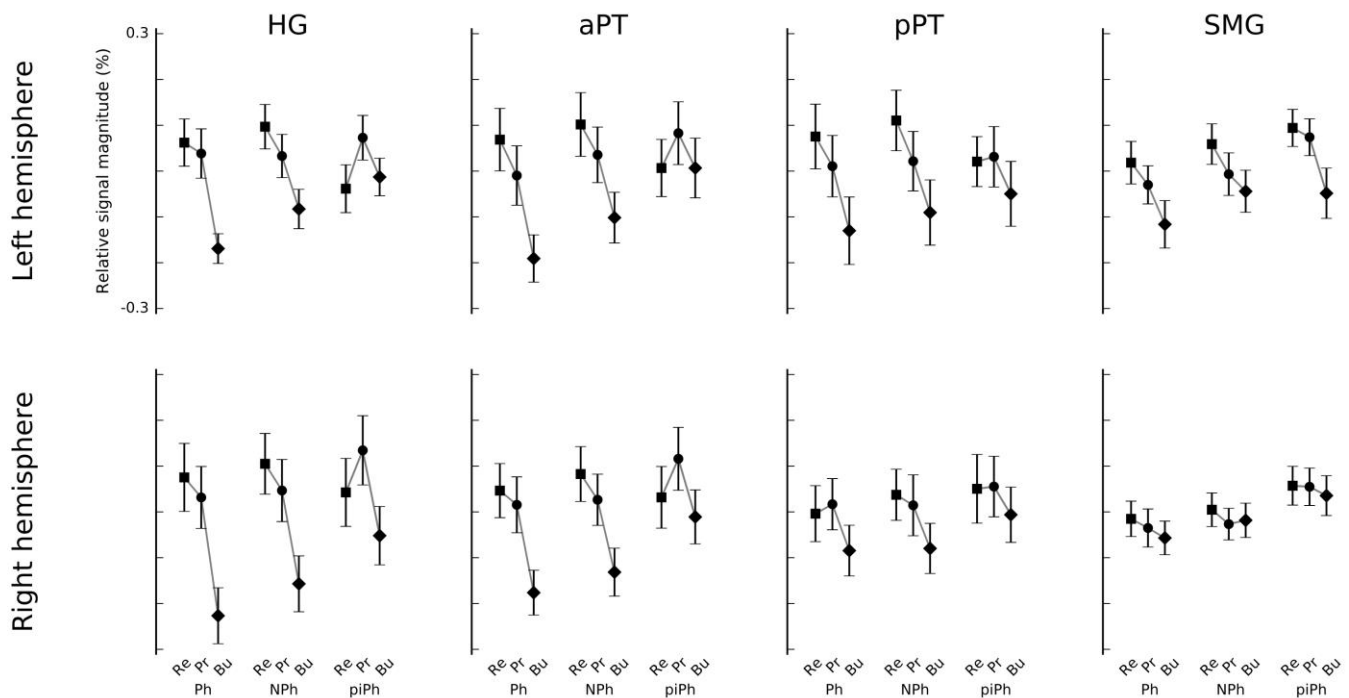 HG aPT pPT SMG
Left hemisphere
Relative signal magnitude (%)
0.3
-0.3
Right hemisphere
Re Pr Bu Re Pr Bu Re Pr Bu Re Pr Bu Re Pr Bu Re Pr Bu Re Pr Bu Re Pr Bu Re Pr Bu Re Pr Bu Re Pr Bu Re Pr Bu
Ph NPh piPh Ph NPh piPh Ph NPh piPh Ph NPh piPh